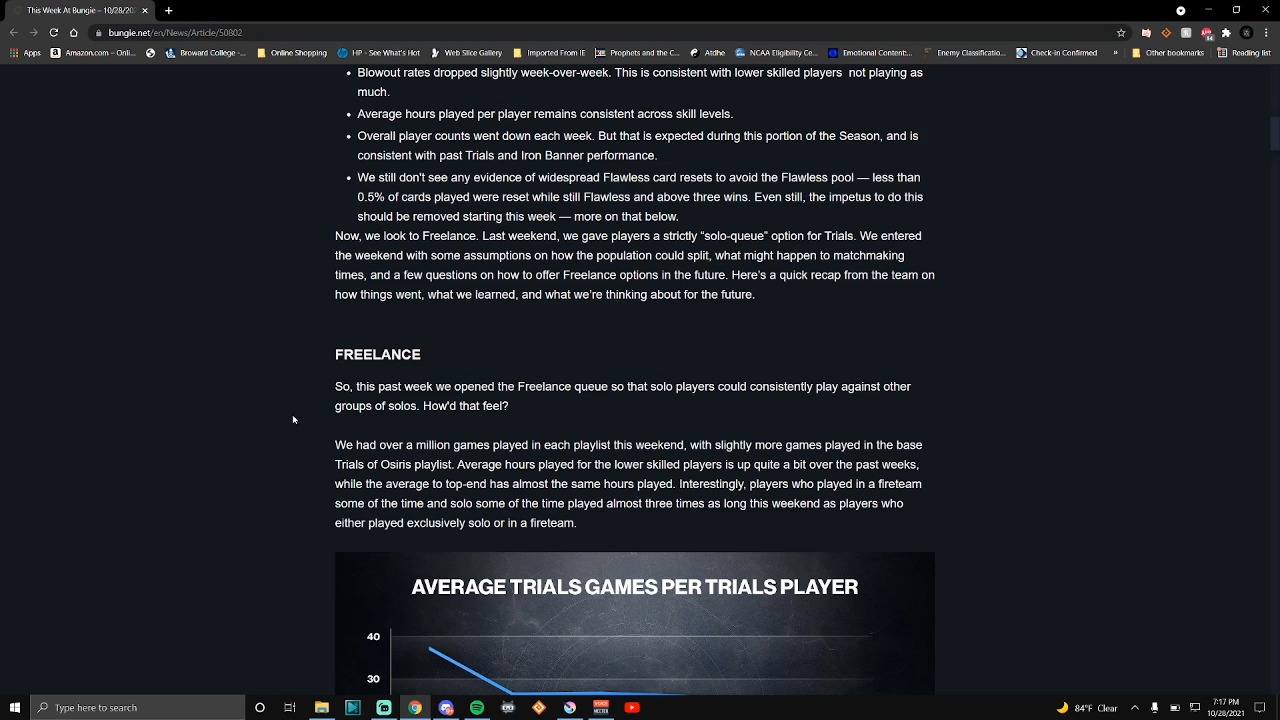 This Week At Bungie – 10/28/202
bungie.net/en/News/Article/50802
Apps
Amazon.com – Onli...
Broward College -...
Online Shopping
HP - See What's Hot
Web Slice Gallery
Imported From IE
Prophets and the C...
Jadhe
NCAA Eligibility Ce...
Emotional Content:...
Enemy Classificatio...
Check-In Confirmed
»
Other bookmarks
Reading list
• Blowout rates dropped slightly week-over-week. This is consistent with lower skilled players not playing as
much.
• Average hours played per player remains consistent across skill levels.
• Overall player counts went down each week. But that is expected during this portion of the Season, and is
consistent with past Trials and Iron Banner performance.
• We still don't see any evidence of widespread Flawless card resets to avoid the Flawless pool — less than
0.5% of cards played were reset while still Flawless and above three wins. Even still, the impetus to do this
should be removed starting this week — more on that below.
Now, we look to Freelance. Last weekend, we gave players a strictly “solo-queue” option for Trials. We entered
the weekend with some assumptions on how the population could split, what might happen to matchmaking
times, and a few questions on how to offer Freelance options in the future. Here’s a quick recap from the team on
how things went, what we learned, and what we’re thinking about for the future.
FREELANCE
So, this past week we opened the Freelance queue so that solo players could consistently play against other
groups of solos. How'd that feel?
We had over a million games played in each playlist this weekend, with slightly more games played in the base
Trials of Osiris playlist. Average hours played for the lower skilled players is up quite a bit over the past weeks,
while the average to top-end has almost the same hours played. Interestingly, players who played in a fireteam
some of the time and solo some of the time played almost three times as long this weekend as players who
either played exclusively solo or in a fireteam.
AVERAGE TRIALS GAMES PER TRIALS PLAYER
40
30
Type here to search
84°F Clear
7:17 PM
10/28/2021